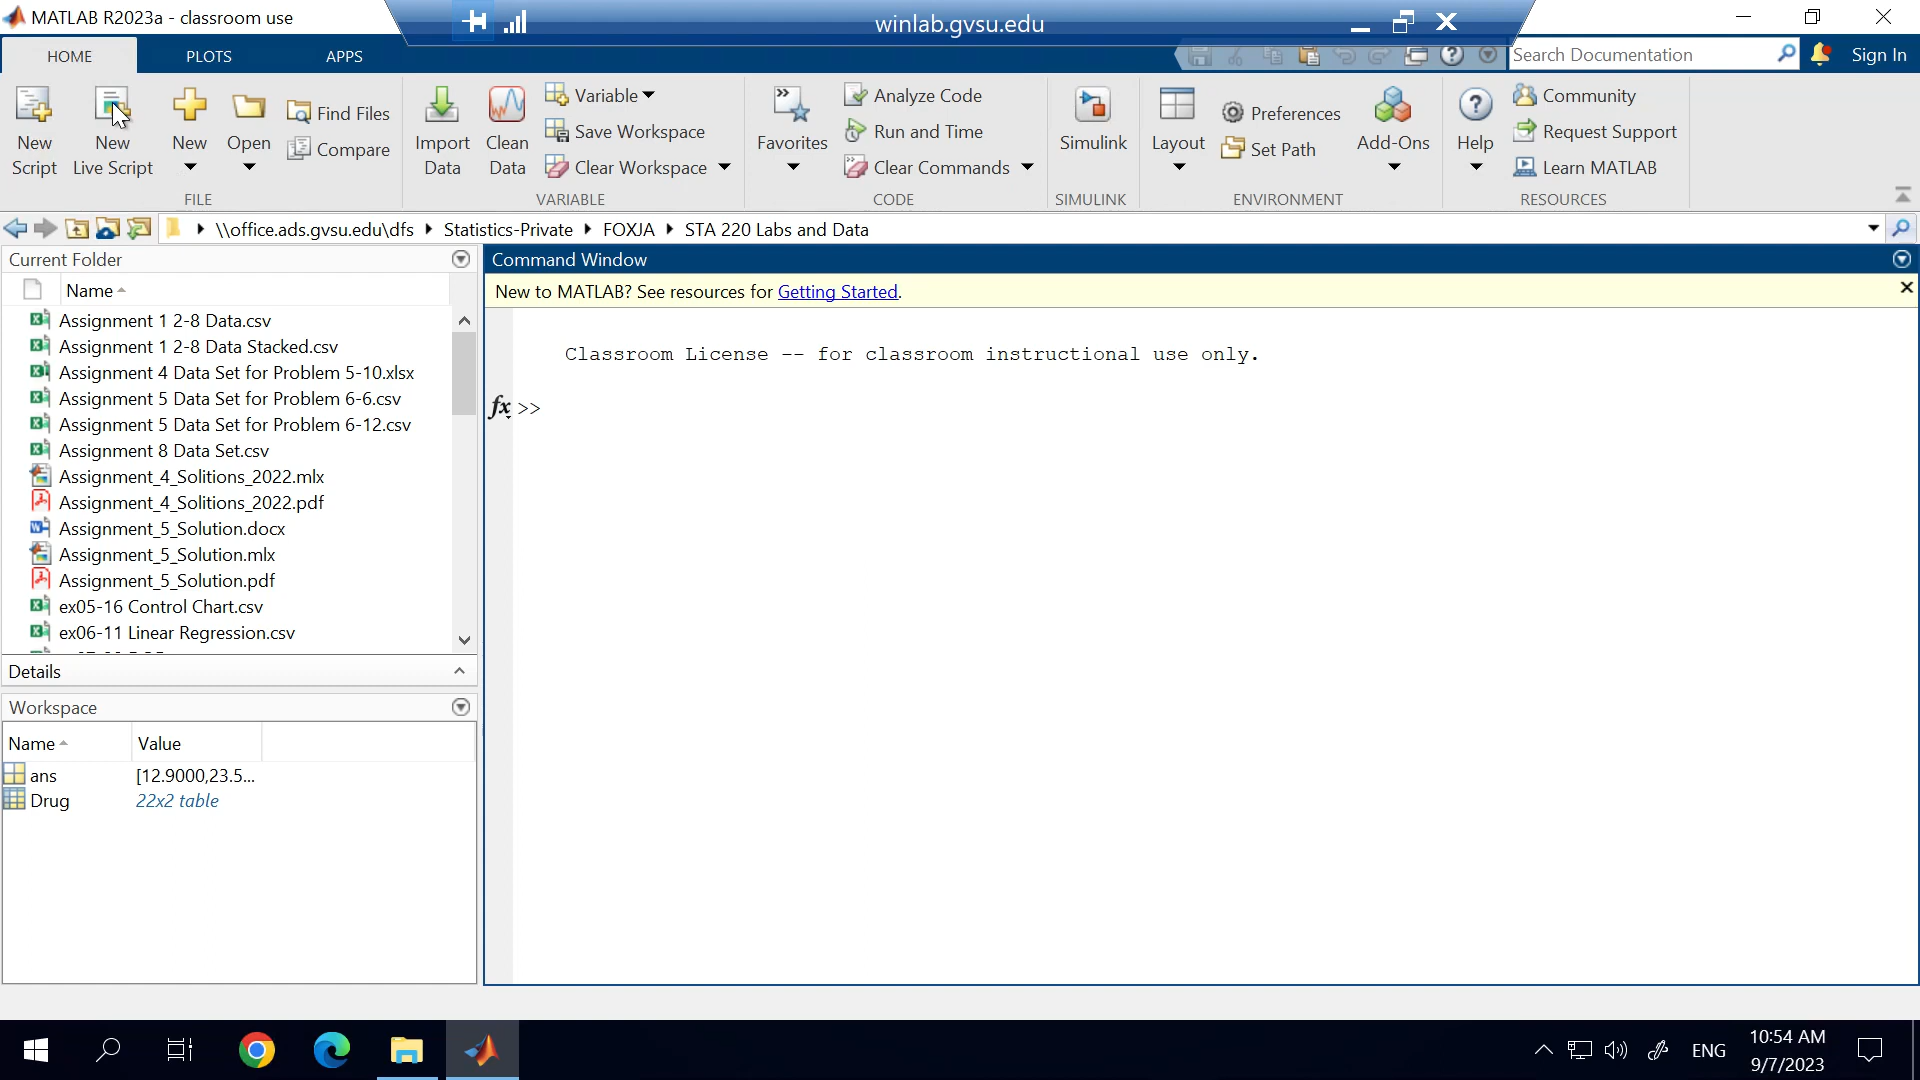 MATLAB R2023a - classroom use
winlab.gvsu.edu
HOME
PLOTS
APPS
Search Documentation
Sign In
New
Script
New
Live Script
New
Open
Find Files
Compare
FILE
Import
Data
Clean
Data
Variable
Save Workspace
Clear Workspace
VARIABLE
Favorites
Analyze Code
Run and Time
Clear Commands
CODE
Simulink
SIMULINK
Layout
Preferences
Set Path
Add-Ons
ENVIRONMENT
Help
Community
Request Support
Learn MATLAB
RESOURCES
\\office.ads.gvsu.edu\dfs
Statistics-Private
FOXJA
STA 220 Labs and Data
Current Folder
Name
Assignment 1 2-8 Data.csv
Assignment 1 2-8 Data Stacked.csv
Assignment 4 Data Set for Problem 5-10.xlsx
Assignment 5 Data Set for Problem 6-6.csv
Assignment 5 Data Set for Problem 6-12.csv
Assignment 8 Data Set.csv
Assignment_4_Solitions_2022.mlx
Assignment_4_Solitions_2022.pdf
Assignment_5_Solution.docx
Assignment_5_Solution.mlx
Assignment_5_Solution.pdf
ex05-16 Control Chart.csv
ex06-11 Linear Regression.csv
Details
Workspace
Name Value
ans [12.9000,23.5...
Drug 22x2 table
Command Window
New to MATLAB? See resources for Getting Started.
Classroom License -- for classroom instructional use only.
fx >>
ENG
10:54 AM
9/7/2023